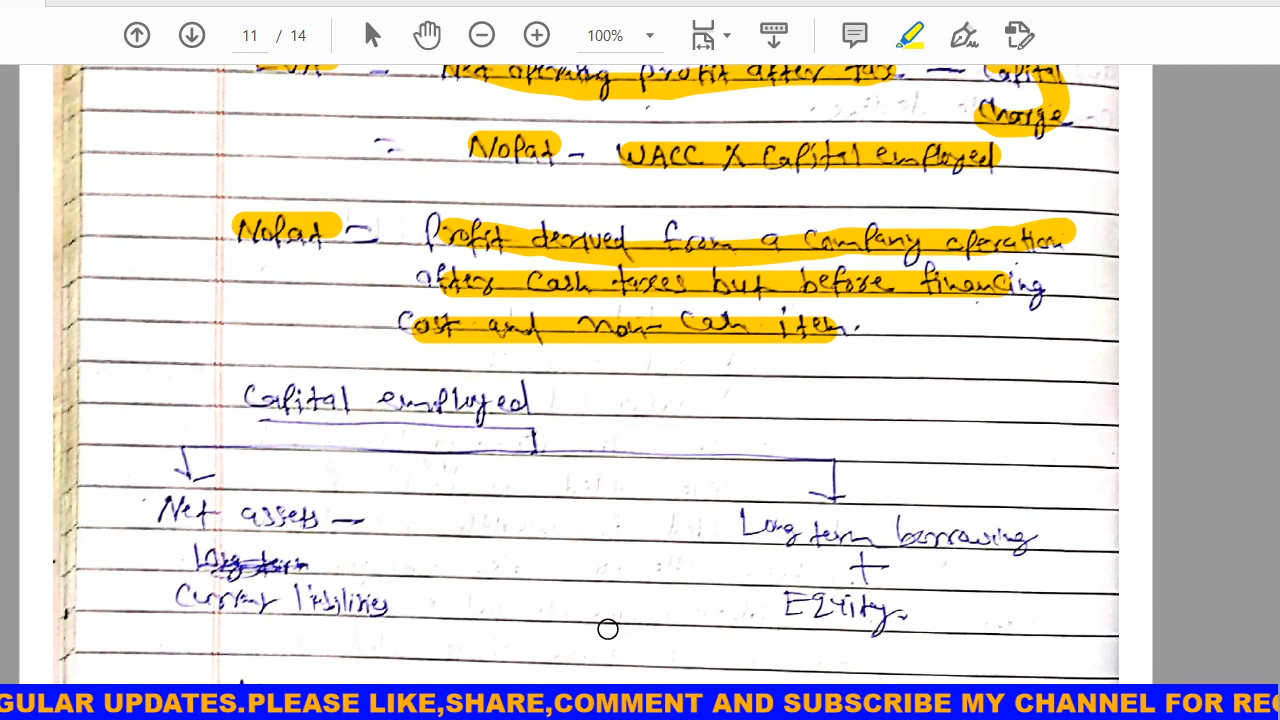 11 / 14 100%
EVA = Net operating profit after tax. — Capital
Charge
= Nopat - WACC X Capital employed
Nopat = Profit derived from a company operation
after cash taxes but before financing
cost and non-cash item.
Capital employed
Net assets — Long term borrowing
Long term +
Current liabilities Equity.
GULAR UPDATES.PLEASE LIKE,SHARE,COMMENT AND SUBSCRIBE MY CHANNEL FOR REG